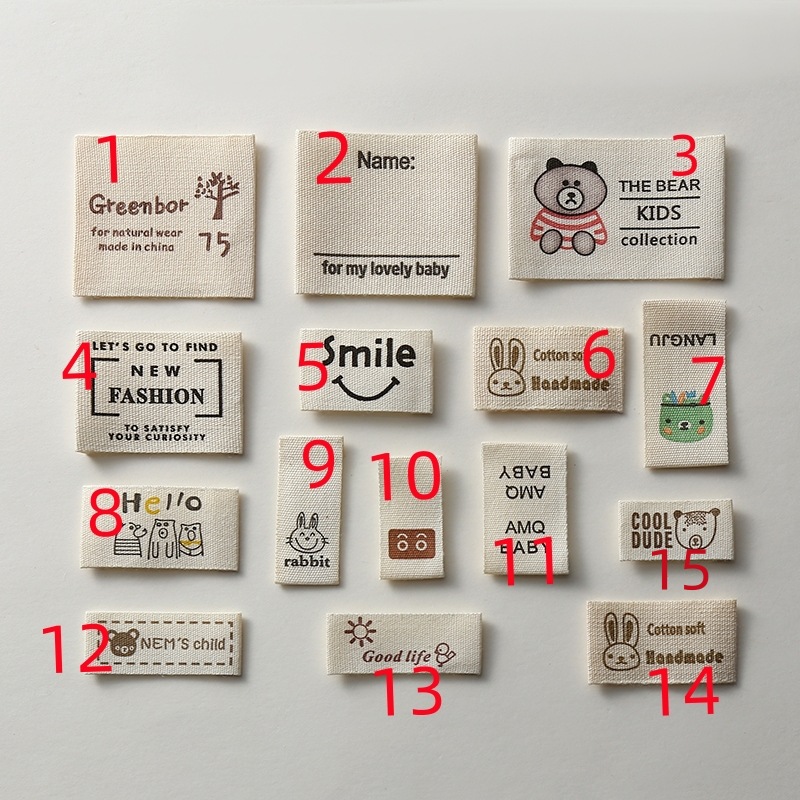 1
Greenbor
for natural wear
made in china
75
2
Name:
for my lovely baby
3
THE BEAR
KIDS
collection
4
LET'S GO TO FIND
NEW
FASHION
TO SATISFY
YOUR CURIOSITY
5
Smile
6
Cotton soft
Handmade
7
LANGJU
8
Hello
9
rabbit
10
AMQ
BABY
AMQ
BABY
11
15
COOL
DUDE
12
NEM'S child
13
Good life
14
Cotton soft
Handmade